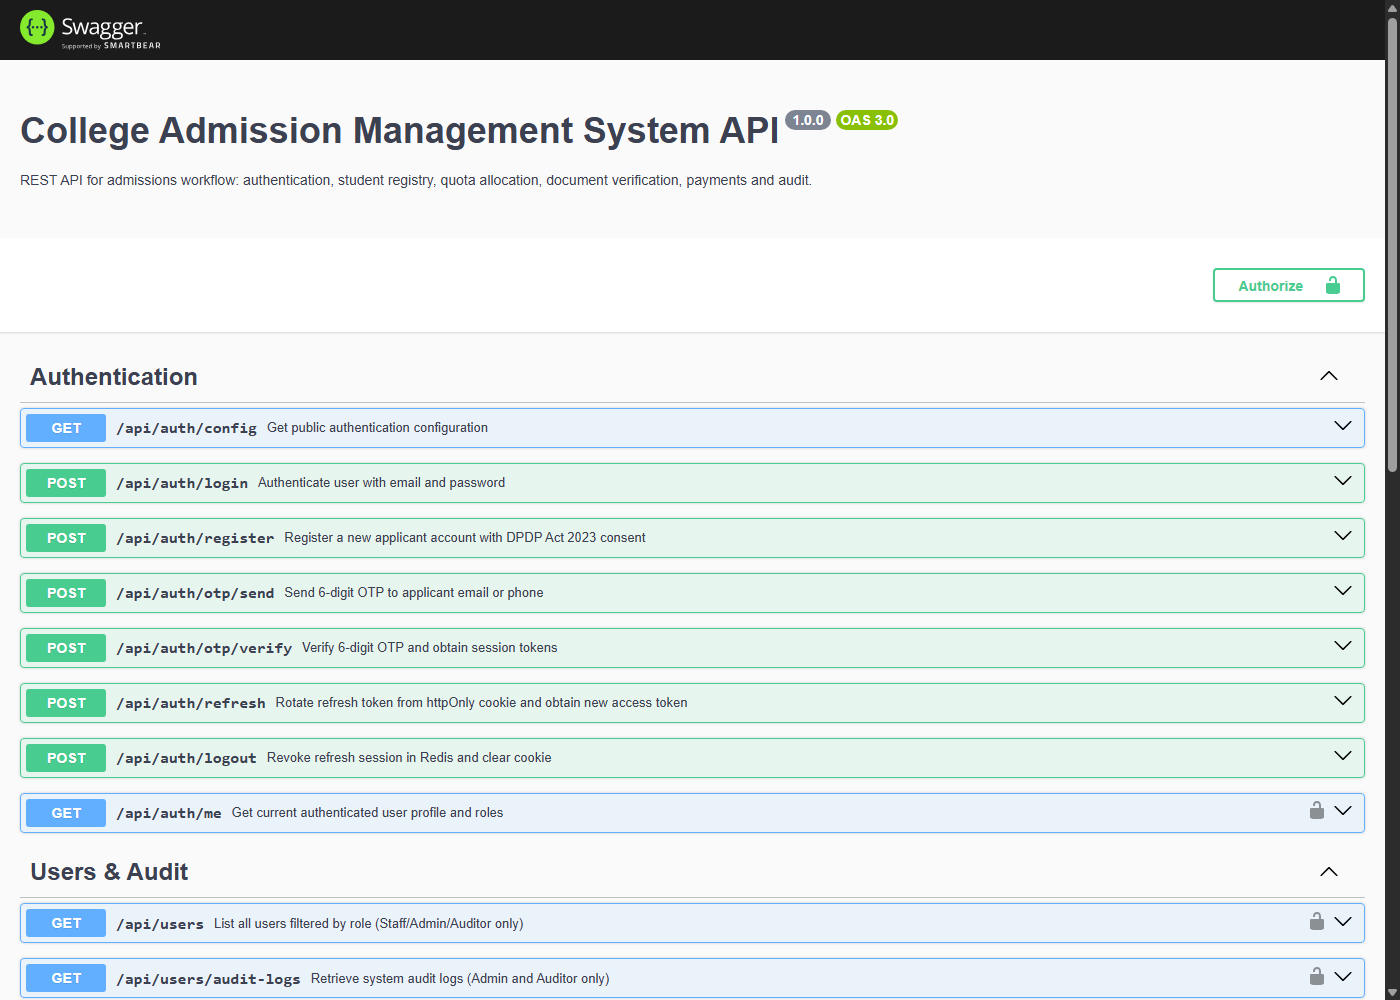 Swagger
Supported by SMARTBEAR
College Admission Management System API 1.0.0 OAS 3.0
REST API for admissions workflow: authentication, student registry, quota allocation, document verification, payments and audit.
Authorize
Authentication
GET /api/auth/config Get public authentication configuration
POST /api/auth/login Authenticate user with email and password
POST /api/auth/register Register a new applicant account with DPDP Act 2023 consent
POST /api/auth/otp/send Send 6-digit OTP to applicant email or phone
POST /api/auth/otp/verify Verify 6-digit OTP and obtain session tokens
POST /api/auth/refresh Rotate refresh token from httpOnly cookie and obtain new access token
POST /api/auth/logout Revoke refresh session in Redis and clear cookie
GET /api/auth/me Get current authenticated user profile and roles
Users & Audit
GET /api/users List all users filtered by role (Staff/Admin/Auditor only)
GET /api/users/audit-logs Retrieve system audit logs (Admin and Auditor only)